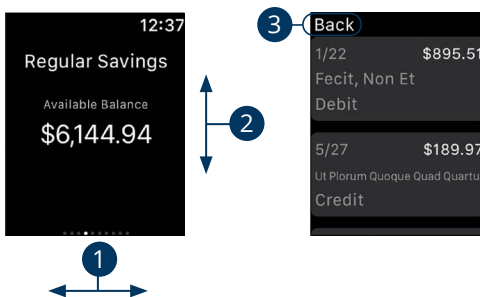 12:37
Regular Savings
Available Balance
$6,144.94
1
2
3
Back
1/22 $895.51
Fecit, Non Et
Debit
5/27 $189.97
Ut Plorum Quoque Quad Quartu
Credit